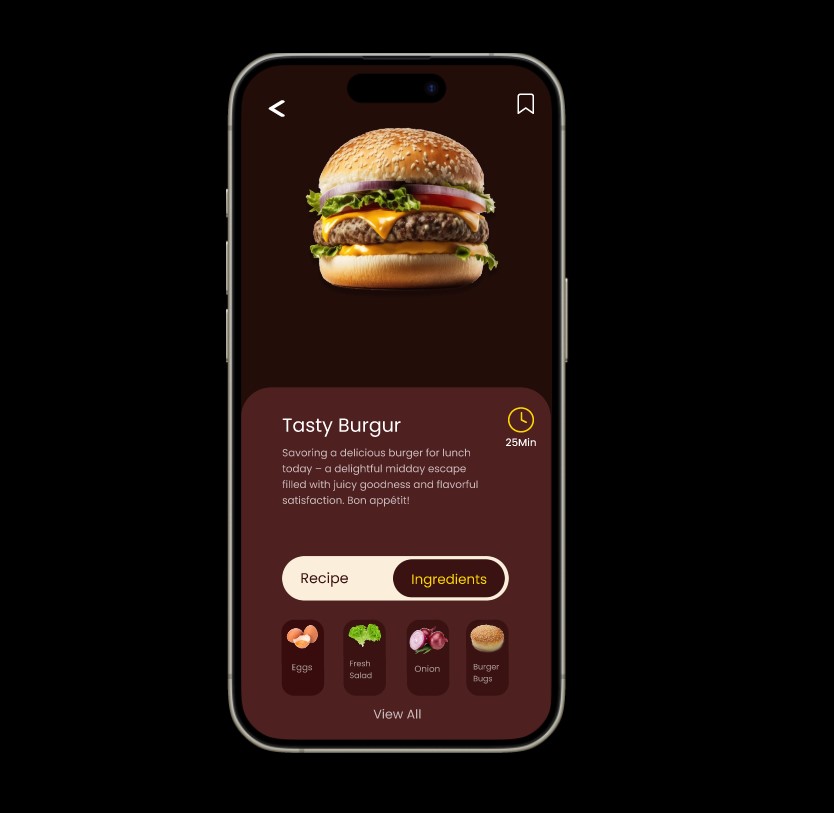 Tasty Burgur
25Min
Savoring a delicious burger for lunch
today – a delightful midday escape
filled with juicy goodness and flavorful
satisfaction. Bon appétit!
Recipe
Ingredients
Eggs
Fresh
Salad
Onion
Burger
Bugs
View All